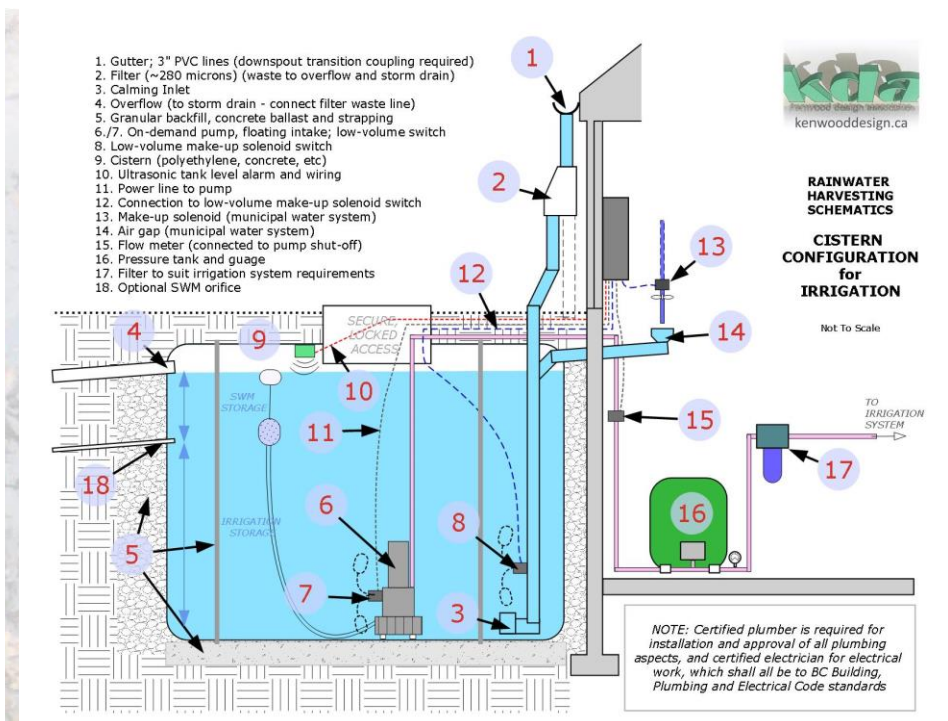 1. Gutter; 3" PVC lines (downspout transition coupling required)
2. Filter (~280 microns) (waste to overflow and storm drain)
3. Calming Inlet
4. Overflow (to storm drain - connect filter waste line)
5. Granular backfill, concrete ballast and strapping
6./7. On-demand pump, floating intake; low-volume switch
8. Low-volume make-up solenoid switch
9. Cistern (polyethylene, concrete, etc)
10. Ultrasonic tank level alarm and wiring
11. Power line to pump
12. Connection to low-volume make-up solenoid switch
13. Make-up solenoid (municipal water system)
14. Air gap (municipal water system)
15. Flow meter (connected to pump shut-off)
16. Pressure tank and guage
17. Filter to suit irrigation system requirements
18. Optional SWM orifice
kda
kenwood design associates
kenwooddesign.ca
RAINWATER
HARVESTING
SCHEMATICS
CISTERN
CONFIGURATION
for
IRRIGATION
Not To Scale
1
2
13
12
SECURE
LOCKED
ACCESS
4
9
14
10
SWM
STORAGE
11
15
TO
IRRIGATION
SYSTEM
17
18
6
16
IRRIGATION
STORAGE
5
8
7
3
NOTE: Certified plumber is required for
installation and approval of all plumbing
aspects, and certified electrician for electrical
work, which shall all be to BC Building,
Plumbing and Electrical Code standards